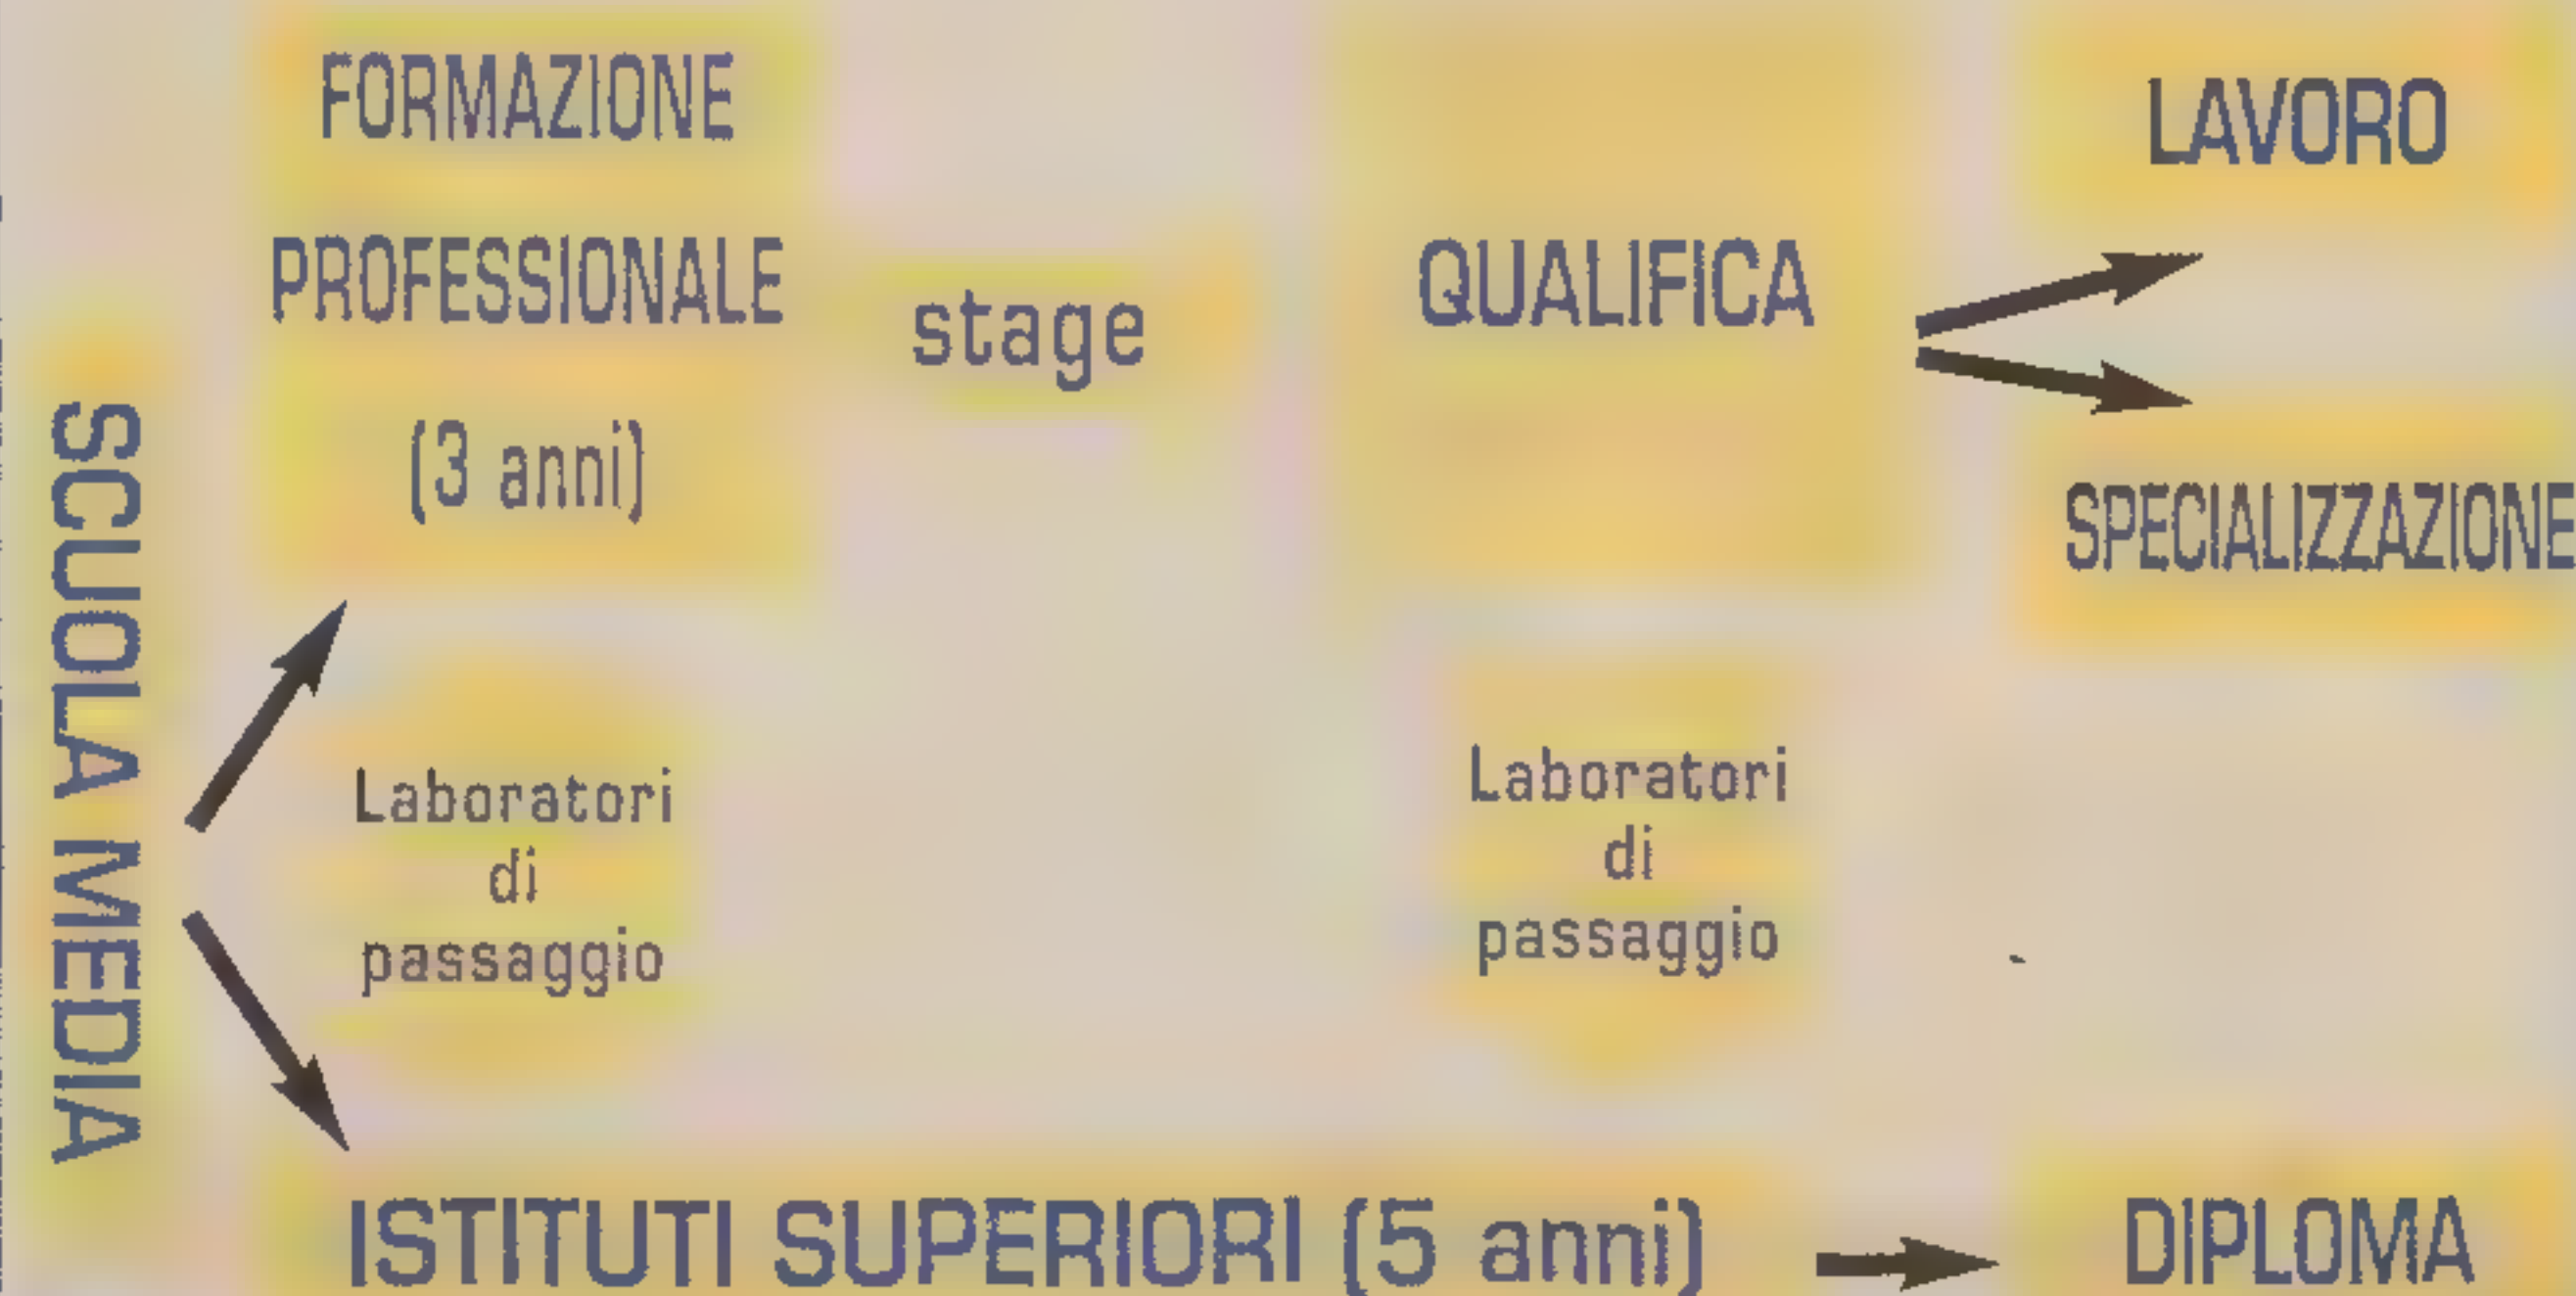 SCUOLA MEDIA
FORMAZIONE
PROFESSIONALE
(3 anni)
stage
QUALIFICA
LAVORO
SPECIALIZZAZIONE
Laboratori
di
passaggio
Laboratori
di
passaggio
ISTITUTI SUPERIORI (5 anni)
DIPLOMA